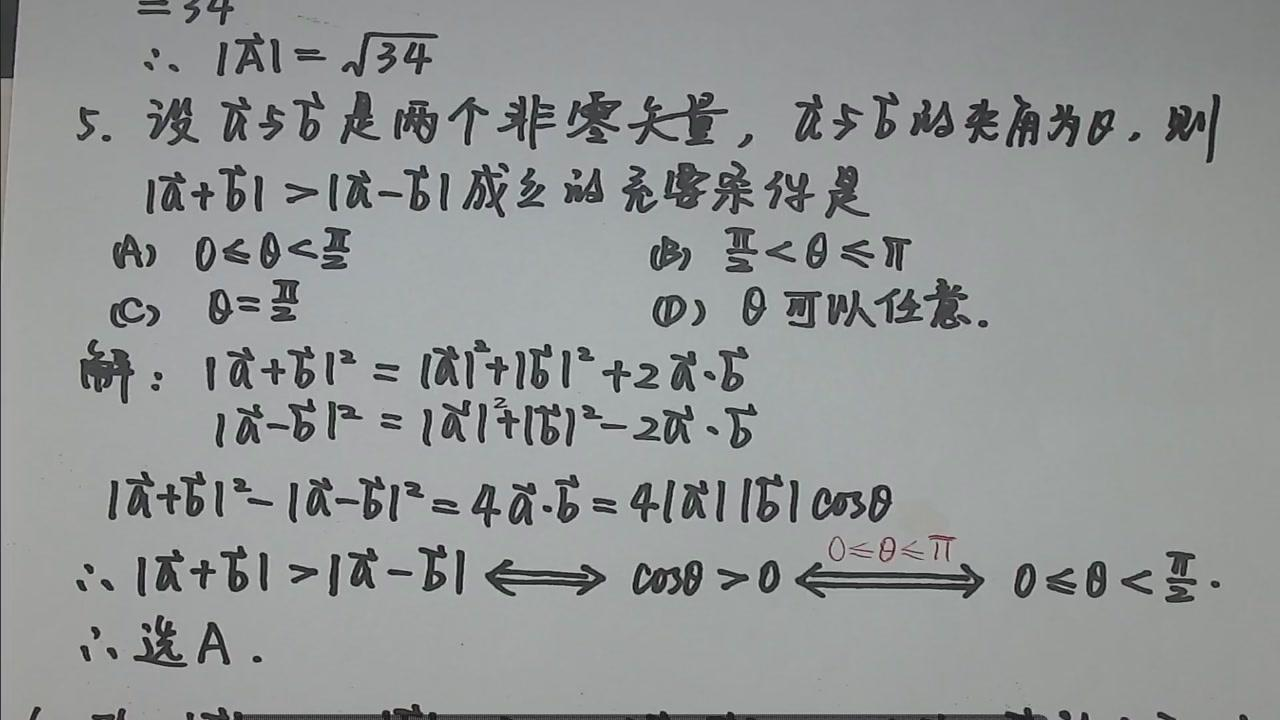 = 34
∴ |A⃗| = √34
5. 设 a⃗ 与 b⃗ 是两个非零矢量, a⃗ 与 b⃗ 的夹角为θ. 则
|a⃗+b⃗| > |a⃗-b⃗| 成立的充要条件是
(A) 0≤θ<π/2 (B) π/2<θ≤π
(C) θ=π/2 (D) θ可以任意.
解: |a⃗+b⃗|² = |a⃗|²+|b⃗|²+2a⃗·b⃗
|a⃗-b⃗|² = |a⃗|²+|b⃗|²-2a⃗·b⃗
|a⃗+b⃗|²-|a⃗-b⃗|²=4a⃗·b⃗=4|a⃗||b⃗|cosθ
0≤θ≤π
∴ |a⃗+b⃗|>|a⃗-b⃗| ⟺ cosθ>0 ⟺ 0≤θ<π/2.
∴ 选A.